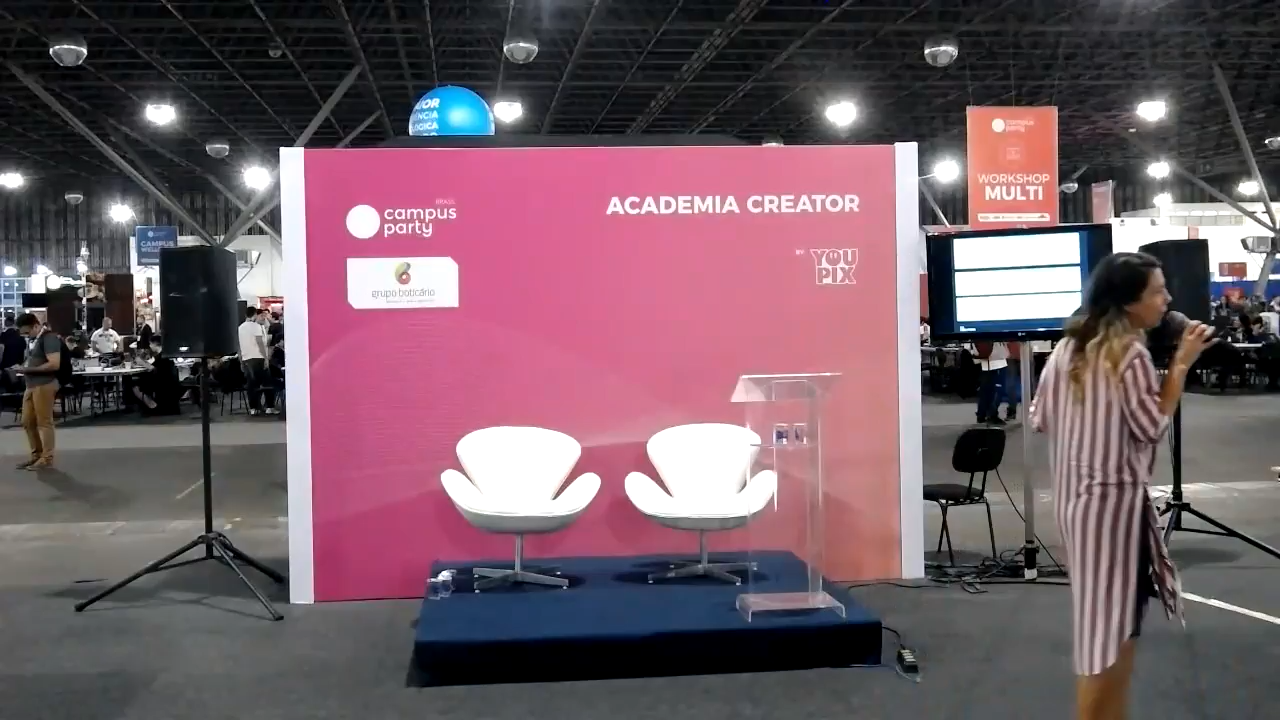 BRASIL
campus
party
grupo boticário
ACADEMIA CREATOR
BY YOU
PIX
campus
party
WORKSHOP
MULTI
CAMPUS